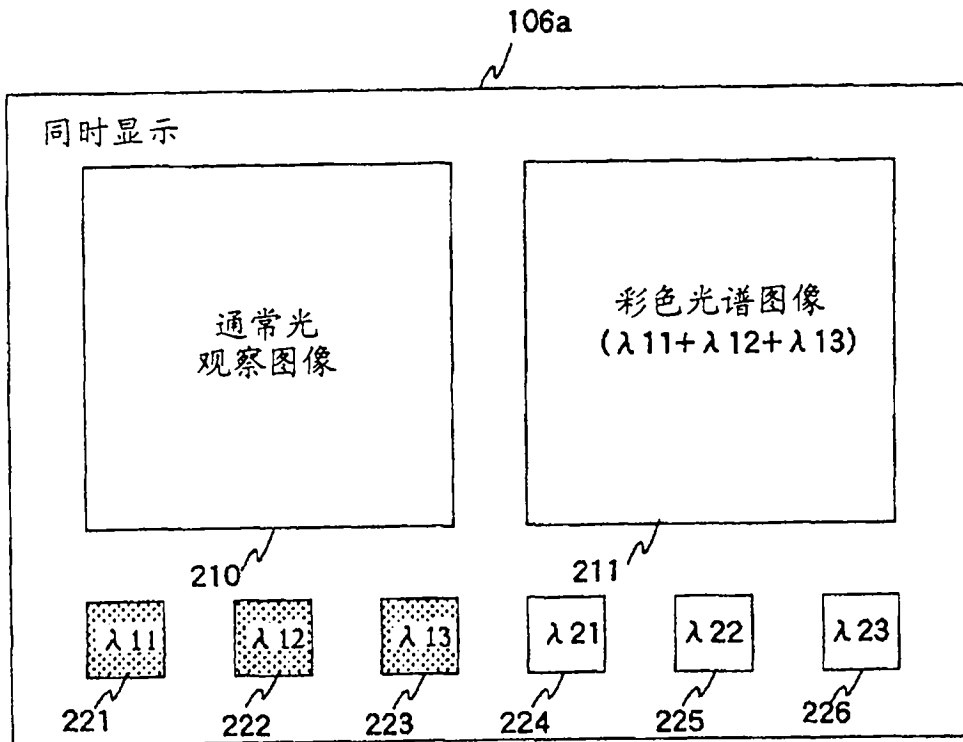 106a
同时显示
通常光
观察图像
彩色光谱图像
(λ11+λ12+λ13)
210
211
λ11
λ12
λ13
λ21
λ22
λ23
221
222
223
224
225
226